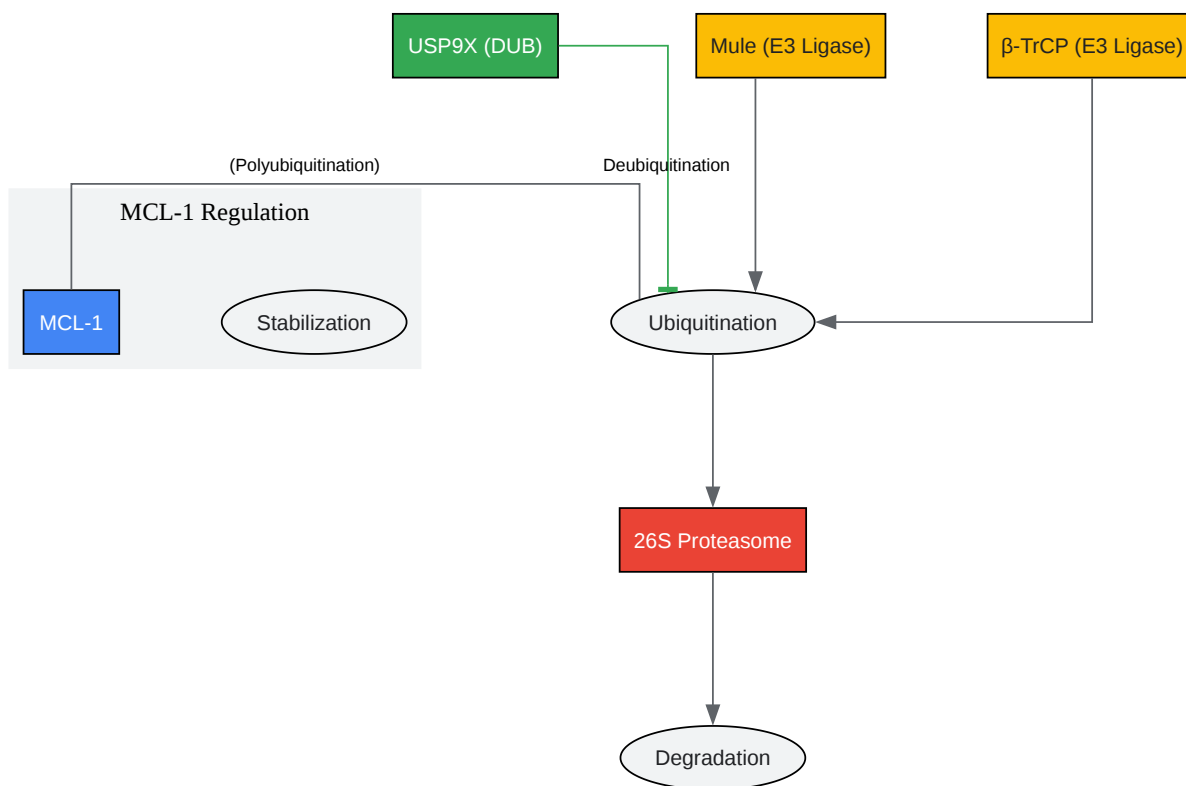 USP9X (DUB)
Mule (E3 Ligase)
β-TrCP (E3 Ligase)
(Polyubiquitination)
Deubiquitination
MCL-1 Regulation
MCL-1
Stabilization
Ubiquitination
26S Proteasome
Degradation